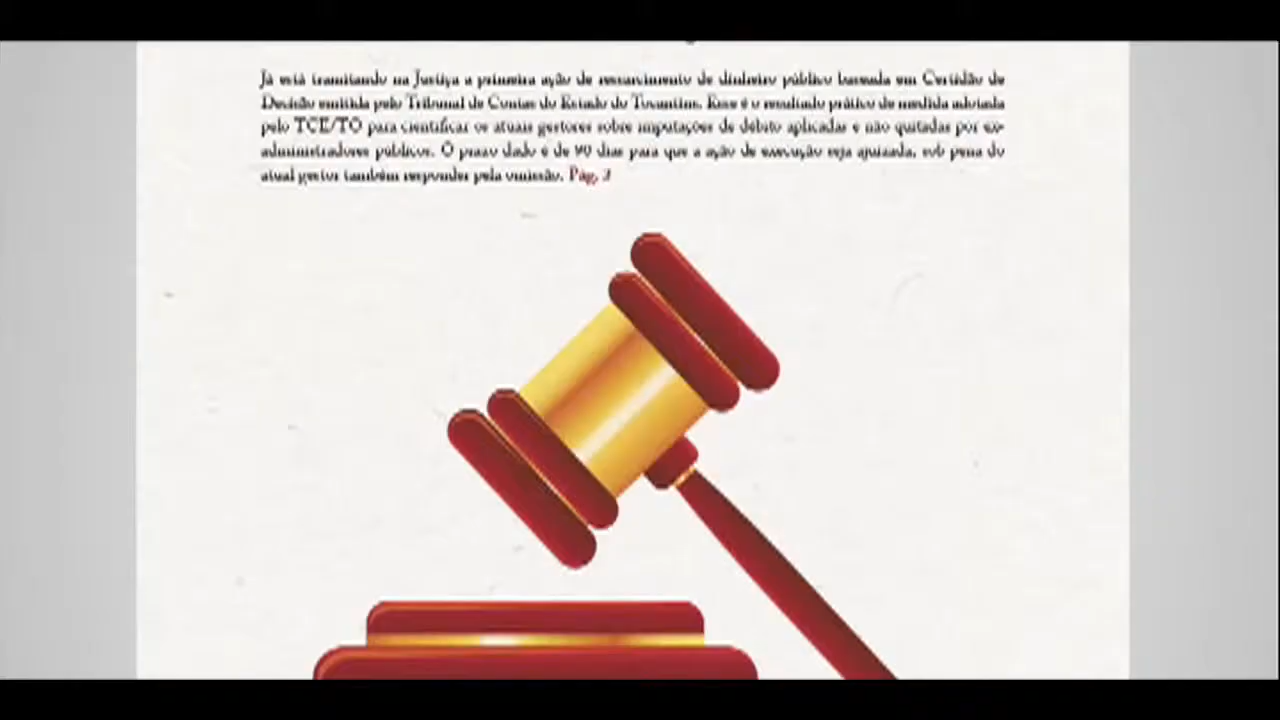 Já está tramitando na Justiça a primeira ação de ressarcimento de dinheiro público baseada em Certidão de
Decisão emitida pelo Tribunal de Contas do Estado do Tocantins. Esse é o resultado prático de medida adotada
pelo TCE/TO para cientificar os atuais gestores sobre imputações de débito aplicadas e não quitadas por ex-
administradores públicos. O prazo dado é de 90 dias para que a ação de execução seja ajuizada, sob pena do
atual gestor também responder pela omissão. Pág. 3